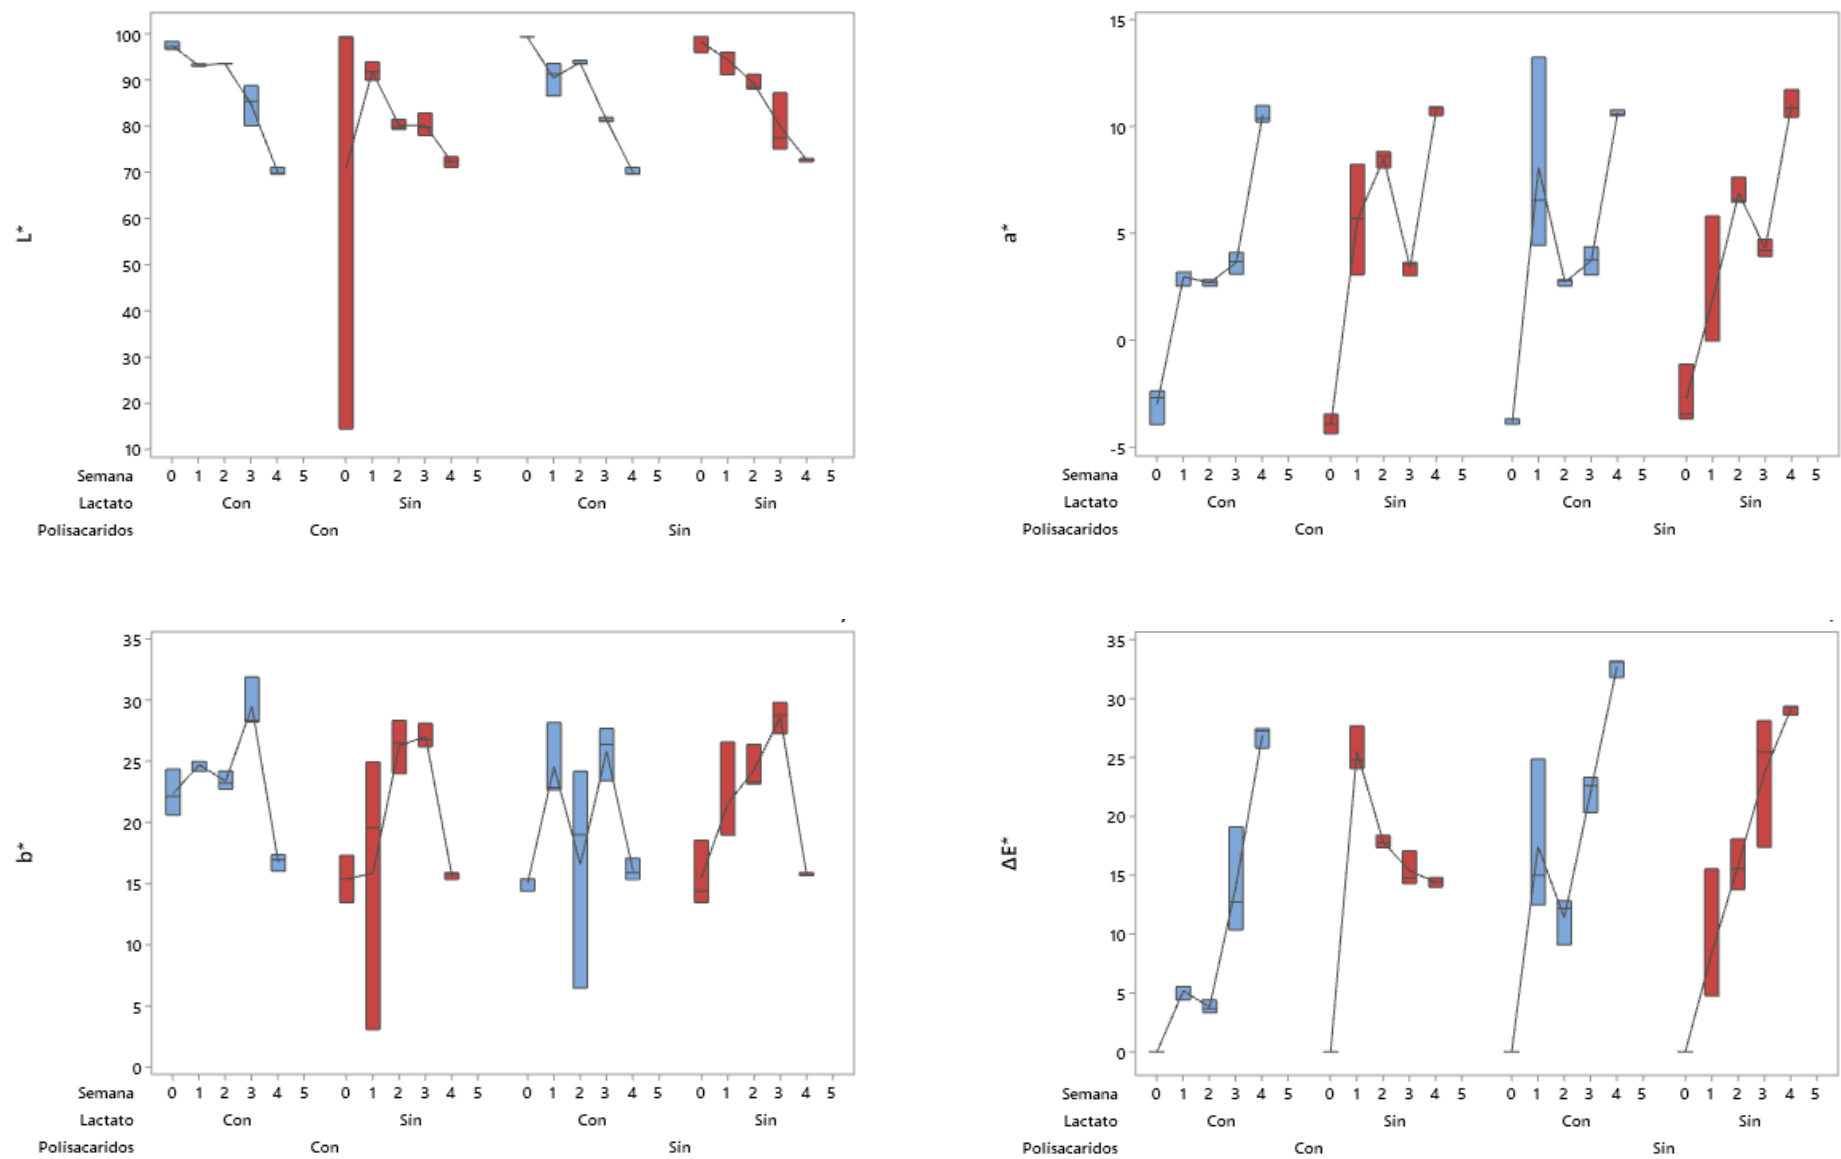 L*
100
90
80
70
60
50
40
30
20
10
Semana 0 1 2 3 4 5 0 1 2 3 4 5 0 1 2 3 4 5 0 1 2 3 4 5
Lactato Con Sin Con Sin
Polisacaridos Con Sin
a*
15
10
5
0
-5
Semana 0 1 2 3 4 5 0 1 2 3 4 5 0 1 2 3 4 5 0 1 2 3 4 5
Lactato Con Sin Con Sin
Polisacaridos Con Sin
b*
35
30
25
20
15
10
5
0
Semana 0 1 2 3 4 5 0 1 2 3 4 5 0 1 2 3 4 5 0 1 2 3 4 5
Lactato Con Sin Con Sin
Polisacaridos Con Sin
ΔE*
35
30
25
20
15
10
5
0
Semana 0 1 2 3 4 5 0 1 2 3 4 5 0 1 2 3 4 5 0 1 2 3 4 5
Lactato Con Sin Con Sin
Polisacaridos Con Sin